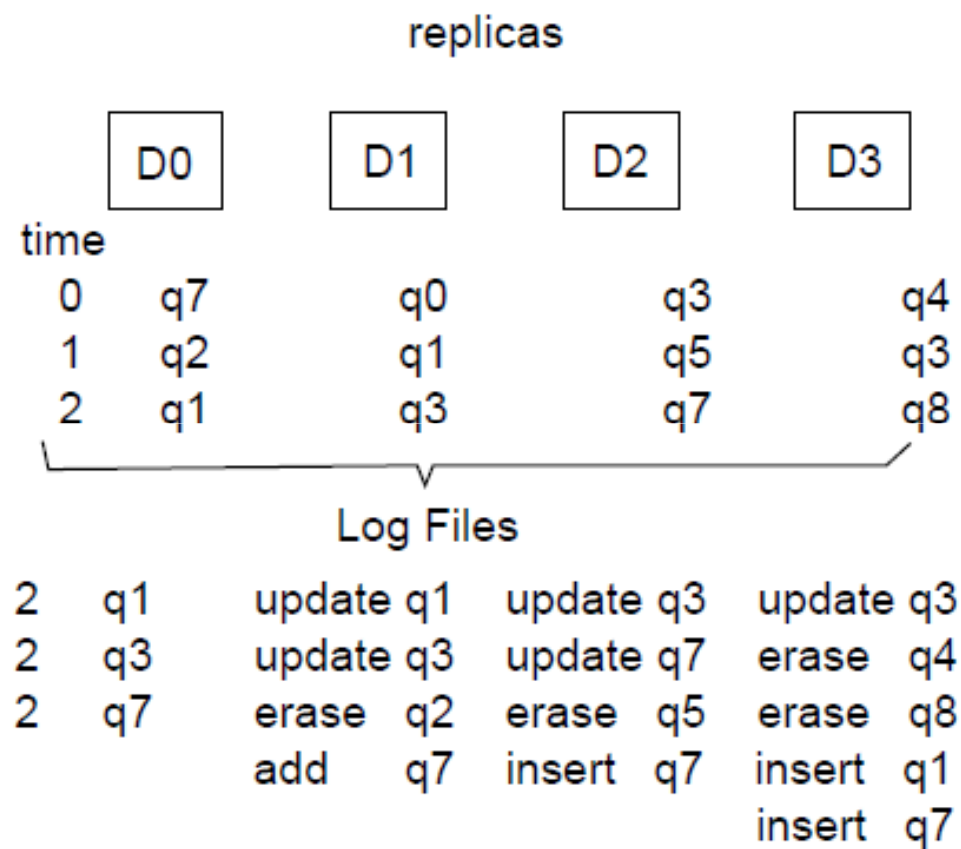 replicas
D0 D1 D2 D3
time
0 q7 q0 q3 q4
1 q2 q1 q5 q3
2 q1 q3 q7 q8
Log Files
2 q1 update q1 update q3 update q3
2 q3 update q3 update q7 erase q4
2 q7 erase q2 erase q5 erase q8
add q7 insert q7 insert q1
insert q7